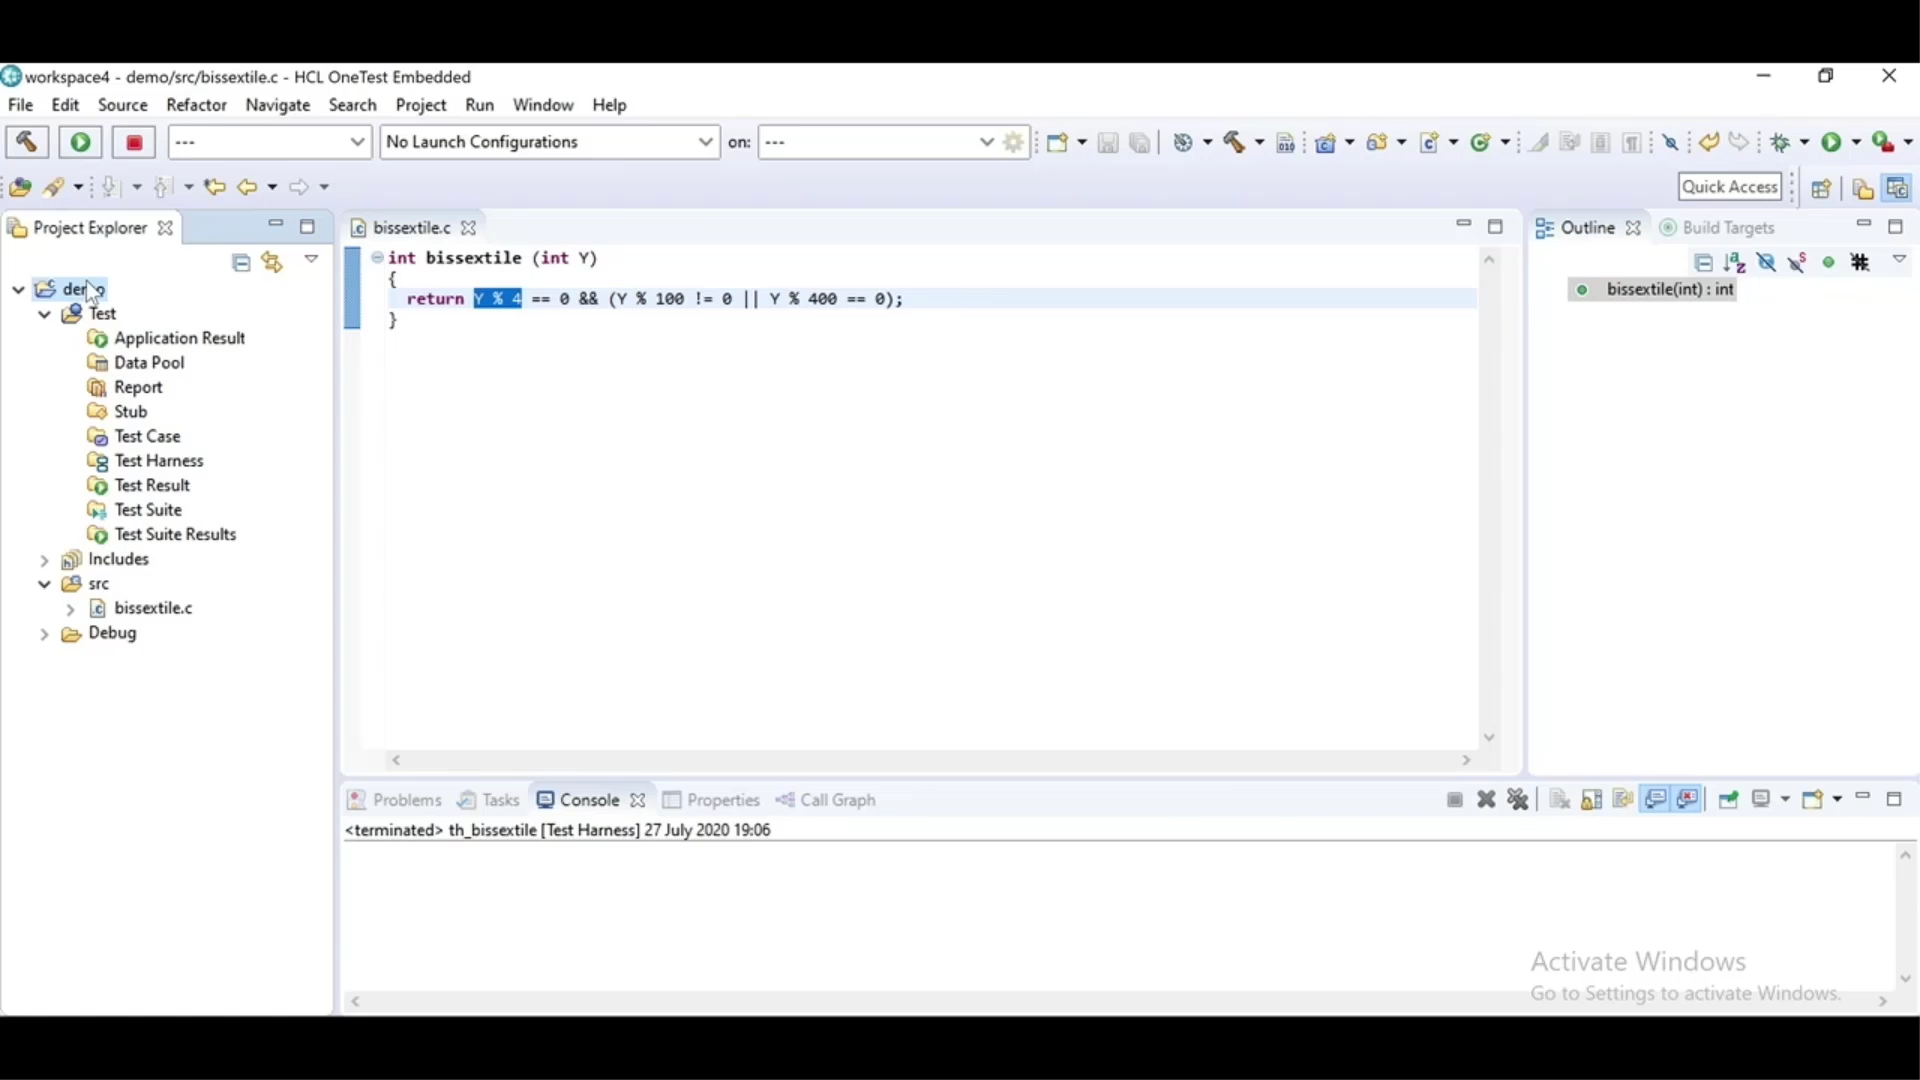 workspace4 - demo/src/bissextile.c - HCL OneTest Embedded
File Edit Source Refactor Navigate Search Project Run Window Help
--- No Launch Configurations on: ---
Quick Access
Project Explorer
demo
Test
Application Result
Data Pool
Report
Stub
Test Case
Test Harness
Test Result
Test Suite
Test Suite Results
Includes
src
bissextile.c
Debug
bissextile.c
int bissextile (int Y)
{
return Y % 4 == 0 && (Y % 100 != 0 || Y % 400 == 0);
}
Outline Build Targets
bissextile(int) : int
Problems Tasks Console Properties Call Graph
<terminated> th_bissextile [Test Harness] 27 July 2020 19:06
Activate Windows
Go to Settings to activate Windows.